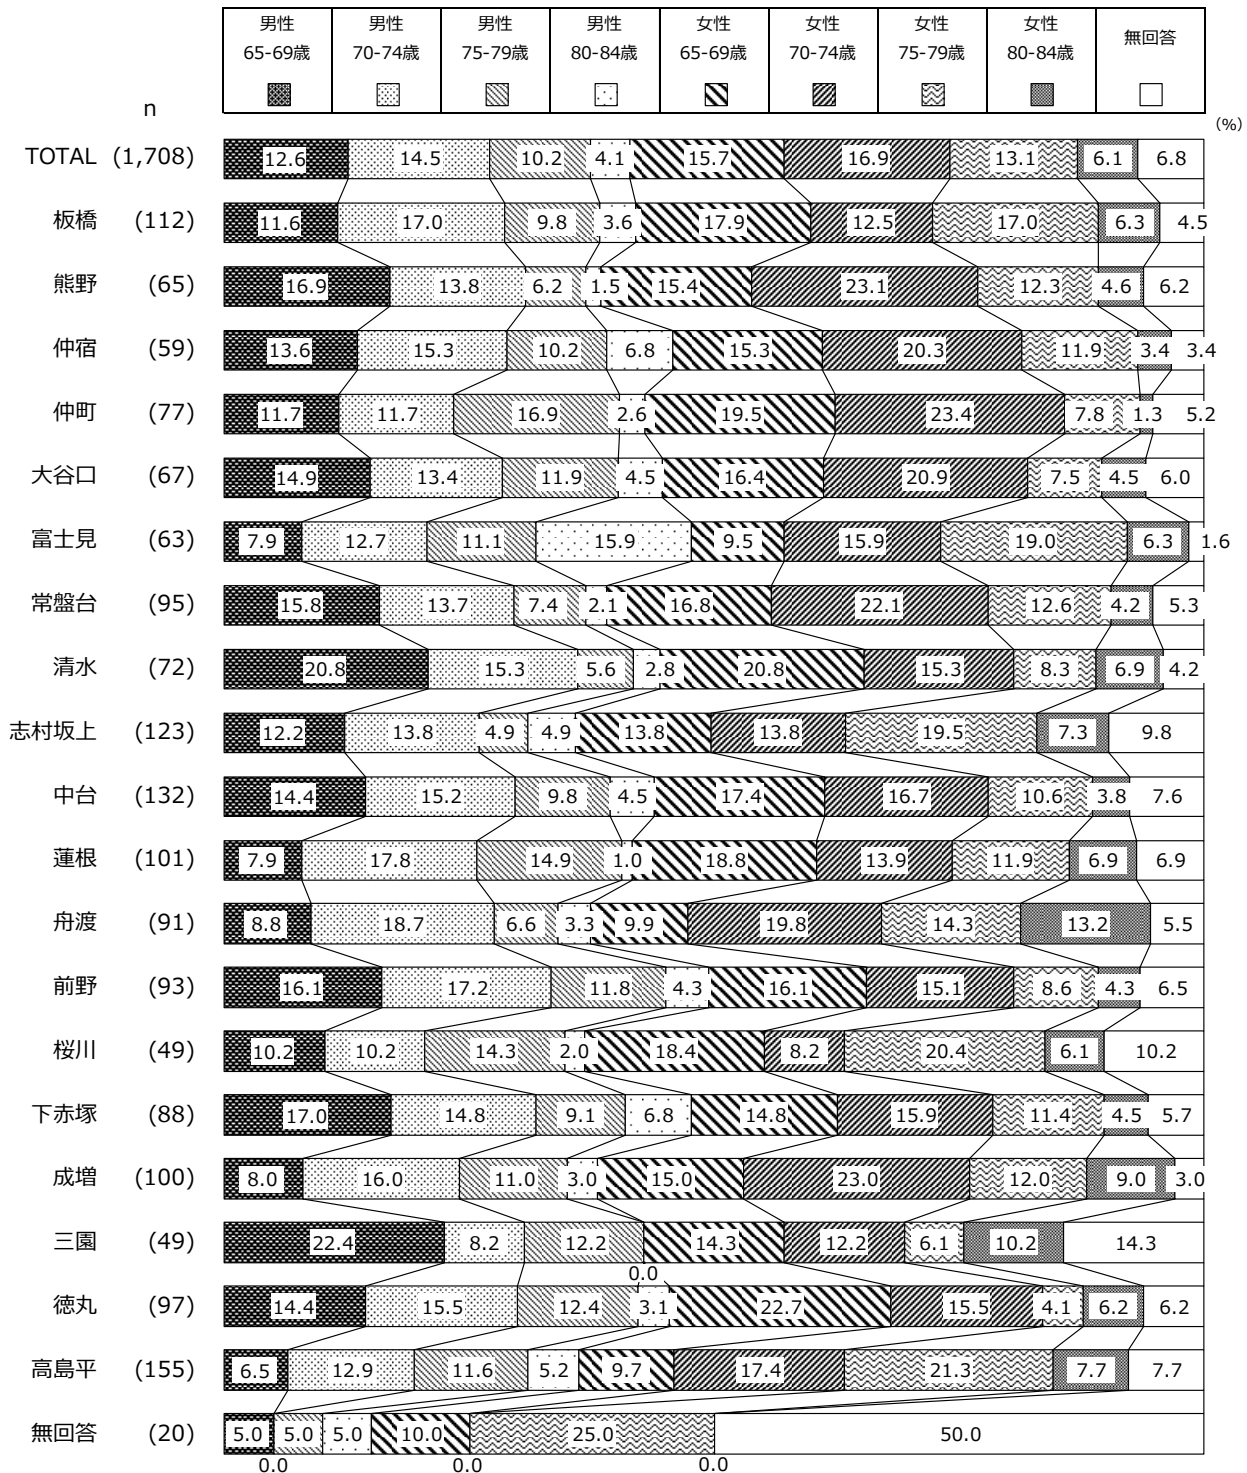 男性 男性 男性 男性 女性 女性 女性 女性 無回答
65-69歳 70-74歳 75-79歳 80-84歳 65-69歳 70-74歳 75-79歳 80-84歳
n
(%)
TOTAL (1,708) 12.6 14.5 10.2 4.1 15.7 16.9 13.1 6.1 6.8
板橋 (112) 11.6 17.0 9.8 3.6 17.9 12.5 17.0 6.3 4.5
熊野 (65) 16.9 13.8 6.2 1.5 15.4 23.1 12.3 4.6 6.2
仲宿 (59) 13.6 15.3 10.2 6.8 15.3 20.3 11.9 3.4 3.4
仲町 (77) 11.7 11.7 16.9 2.6 19.5 23.4 7.8 1.3 5.2
大谷口 (67) 14.9 13.4 11.9 4.5 16.4 20.9 7.5 4.5 6.0
富士見 (63) 7.9 12.7 11.1 15.9 9.5 15.9 19.0 6.3 1.6
常盤台 (95) 15.8 13.7 7.4 2.1 16.8 22.1 12.6 4.2 5.3
清水 (72) 20.8 15.3 5.6 2.8 20.8 15.3 8.3 6.9 4.2
志村坂上 (123) 12.2 13.8 4.9 4.9 13.8 13.8 19.5 7.3 9.8
中台 (132) 14.4 15.2 9.8 4.5 17.4 16.7 10.6 3.8 7.6
蓮根 (101) 7.9 17.8 14.9 1.0 18.8 13.9 11.9 6.9 6.9
舟渡 (91) 8.8 18.7 6.6 3.3 9.9 19.8 14.3 13.2 5.5
前野 (93) 16.1 17.2 11.8 4.3 16.1 15.1 8.6 4.3 6.5
桜川 (49) 10.2 10.2 14.3 2.0 18.4 8.2 20.4 6.1 10.2
下赤塚 (88) 17.0 14.8 9.1 6.8 14.8 15.9 11.4 4.5 5.7
成増 (100) 8.0 16.0 11.0 3.0 15.0 23.0 12.0 9.0 3.0
三園 (49) 22.4 8.2 12.2 14.3 12.2 6.1 10.2 14.3
0.0
徳丸 (97) 14.4 15.5 12.4 3.1 22.7 15.5 4.1 6.2 6.2
高島平 (155) 6.5 12.9 11.6 5.2 9.7 17.4 21.3 7.7 7.7
無回答 (20) 5.0 5.0 5.0 10.0 25.0 50.0
0.0 0.0 0.0